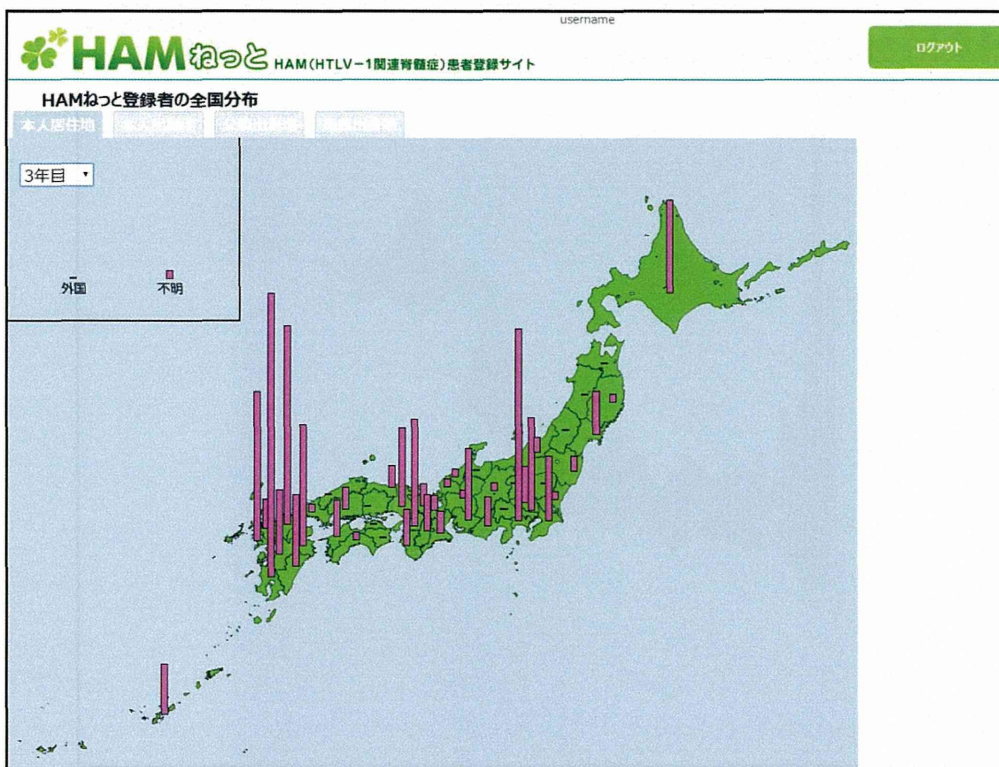 username
HAMねっと HAM(HTLV-1関連脊髄症)患者登録サイト
ログアウト
HAMねっと登録者の全国分布
本人居住地
3年目
外国
不明